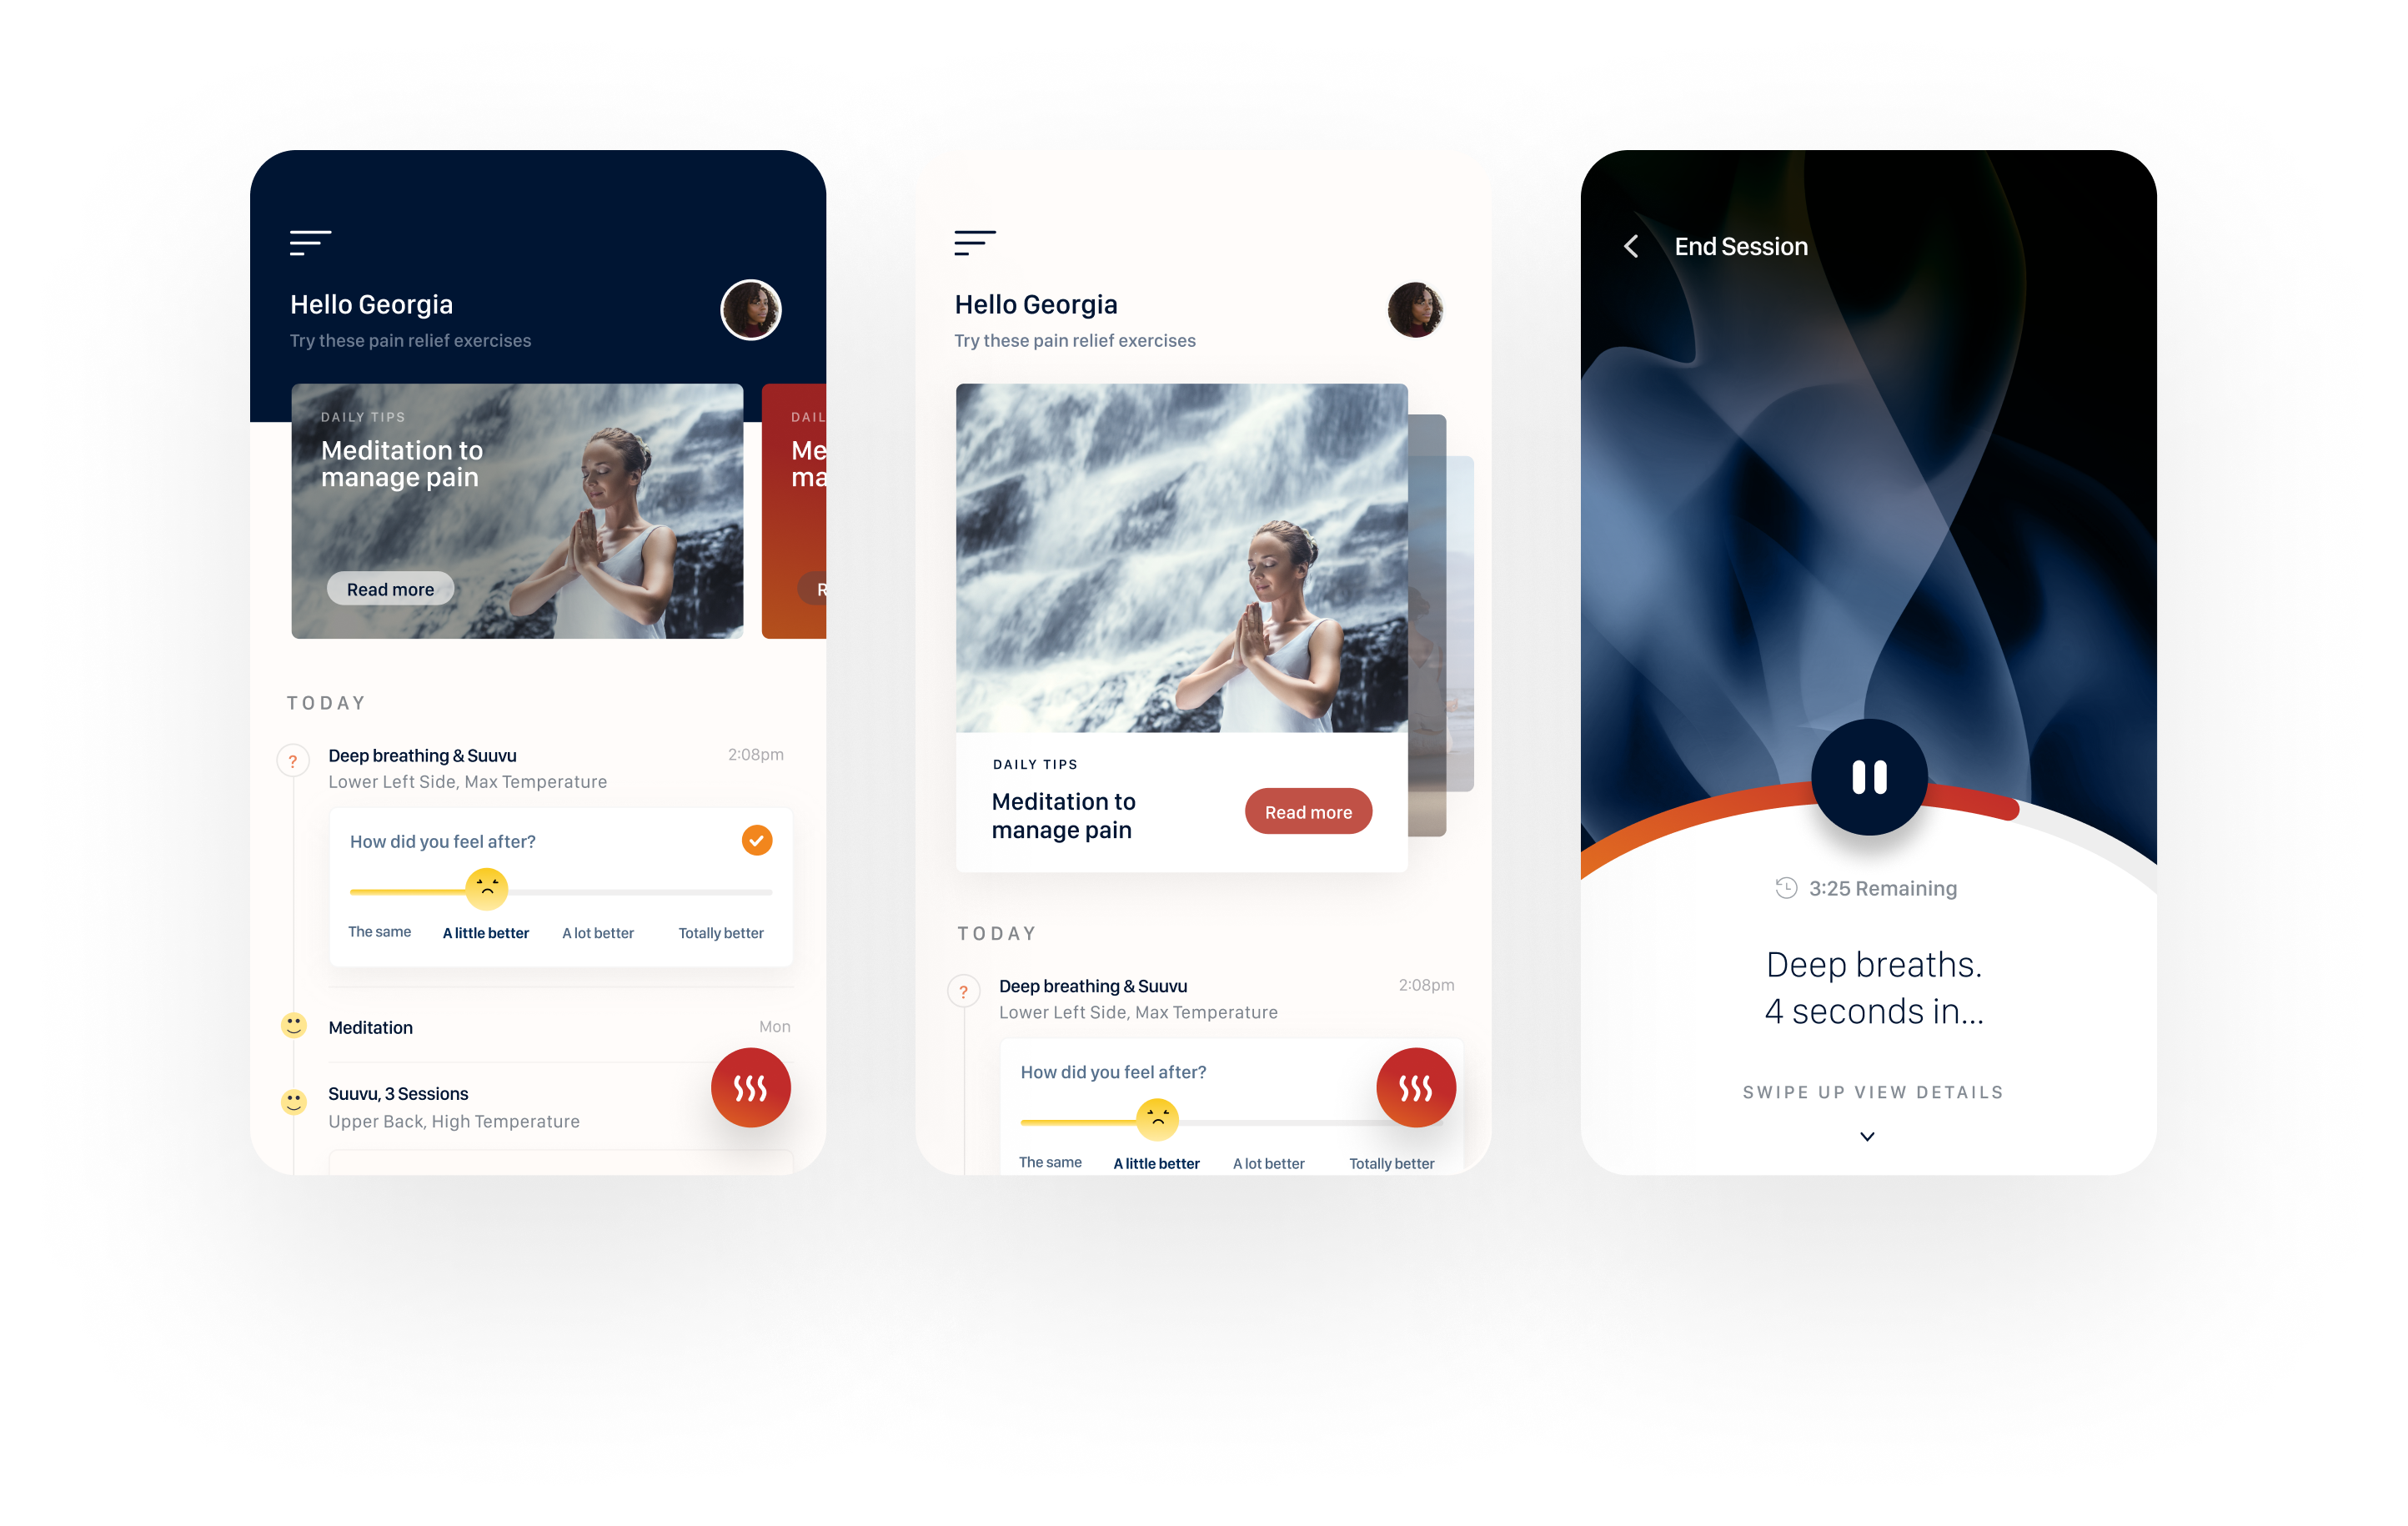 Hello Georgia
Try these pain relief exercises
DAILY TIPS
Meditation to
manage pain
Read more
DAIL
Me
ma
R
TODAY
?
Deep breathing & Suuvu
2:08pm
Lower Left Side, Max Temperature
How did you feel after?
The same
A little better
A lot better
Totally better
Meditation
Mon
Suuvu, 3 Sessions
Upper Back, High Temperature
Hello Georgia
Try these pain relief exercises
DAILY TIPS
Meditation to
manage pain
Read more
TODAY
?
Deep breathing & Suuvu
2:08pm
Lower Left Side, Max Temperature
How did you feel after?
The same
A little better
A lot better
Totally better
End Session
3:25 Remaining
Deep breaths.
4 seconds in...
SWIPE UP VIEW DETAILS